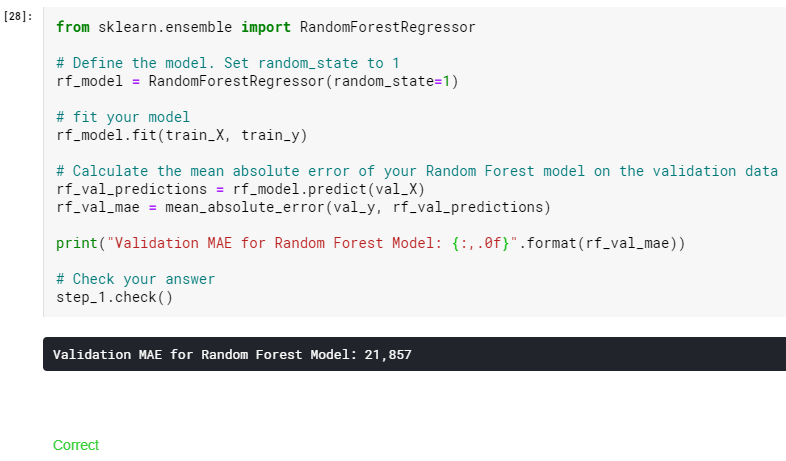 [28]:
from sklearn.ensemble import RandomForestRegressor
# Define the model. Set random_state to 1
rf_model = RandomForestRegressor(random_state=1)
# fit your model
rf_model.fit(train_X, train_y)
# Calculate the mean absolute error of your Random Forest model on the validation data
rf_val_predictions = rf_model.predict(val_X)
rf_val_mae = mean_absolute_error(val_y, rf_val_predictions)
print("Validation MAE for Random Forest Model: {:,.0f}".format(rf_val_mae))
# Check your answer
step_1.check()
Validation MAE for Random Forest Model: 21,857
Correct